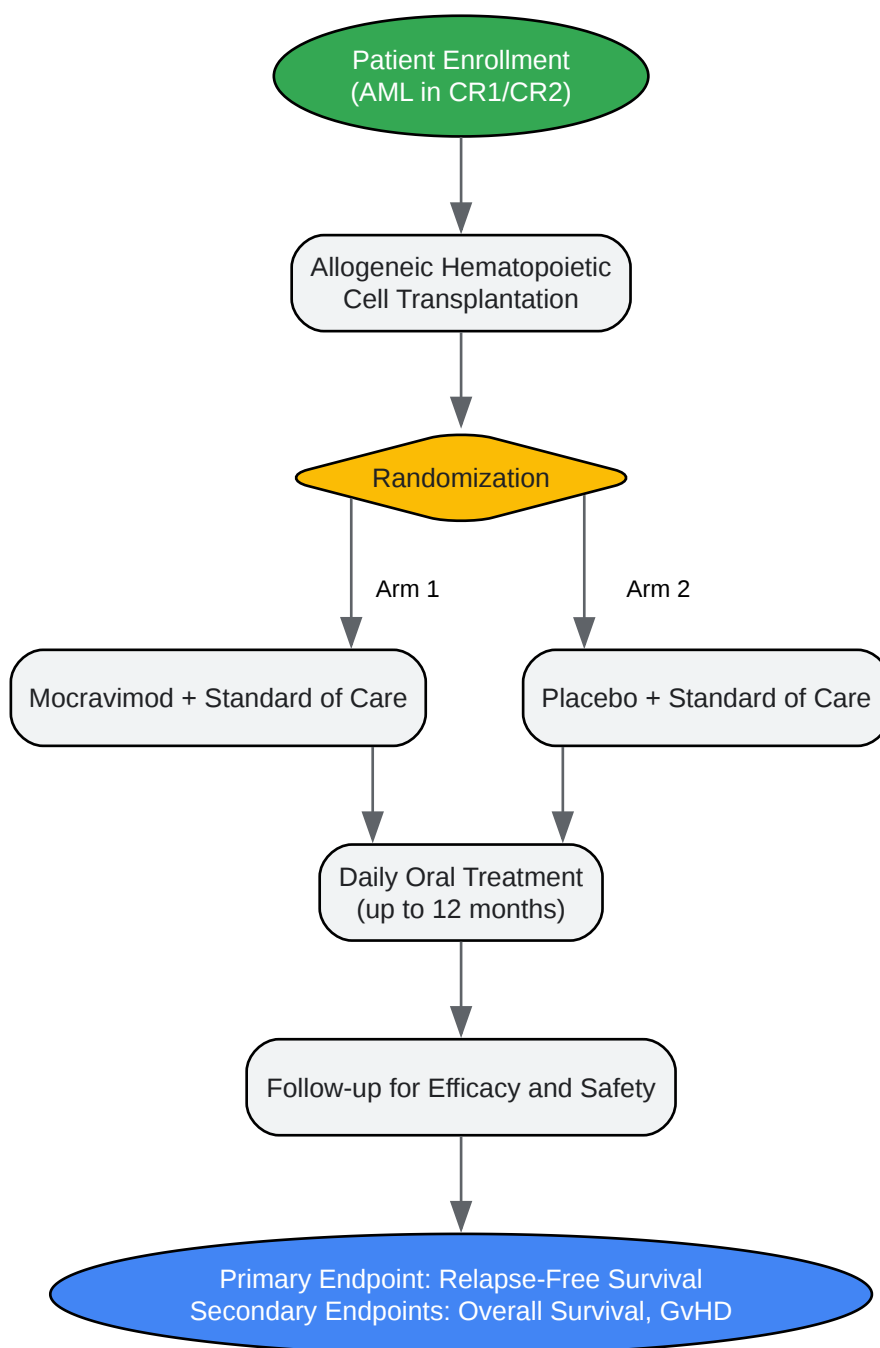 Patient Enrollment
(AML in CR1/CR2)
Allogeneic Hematopoietic
Cell Transplantation
Randomization
Arm 1
Arm 2
Mocravimod + Standard of Care
Placebo + Standard of Care
Daily Oral Treatment
(up to 12 months)
Follow-up for Efficacy and Safety
Primary Endpoint: Relapse-Free Survival
Secondary Endpoints: Overall Survival, GvHD